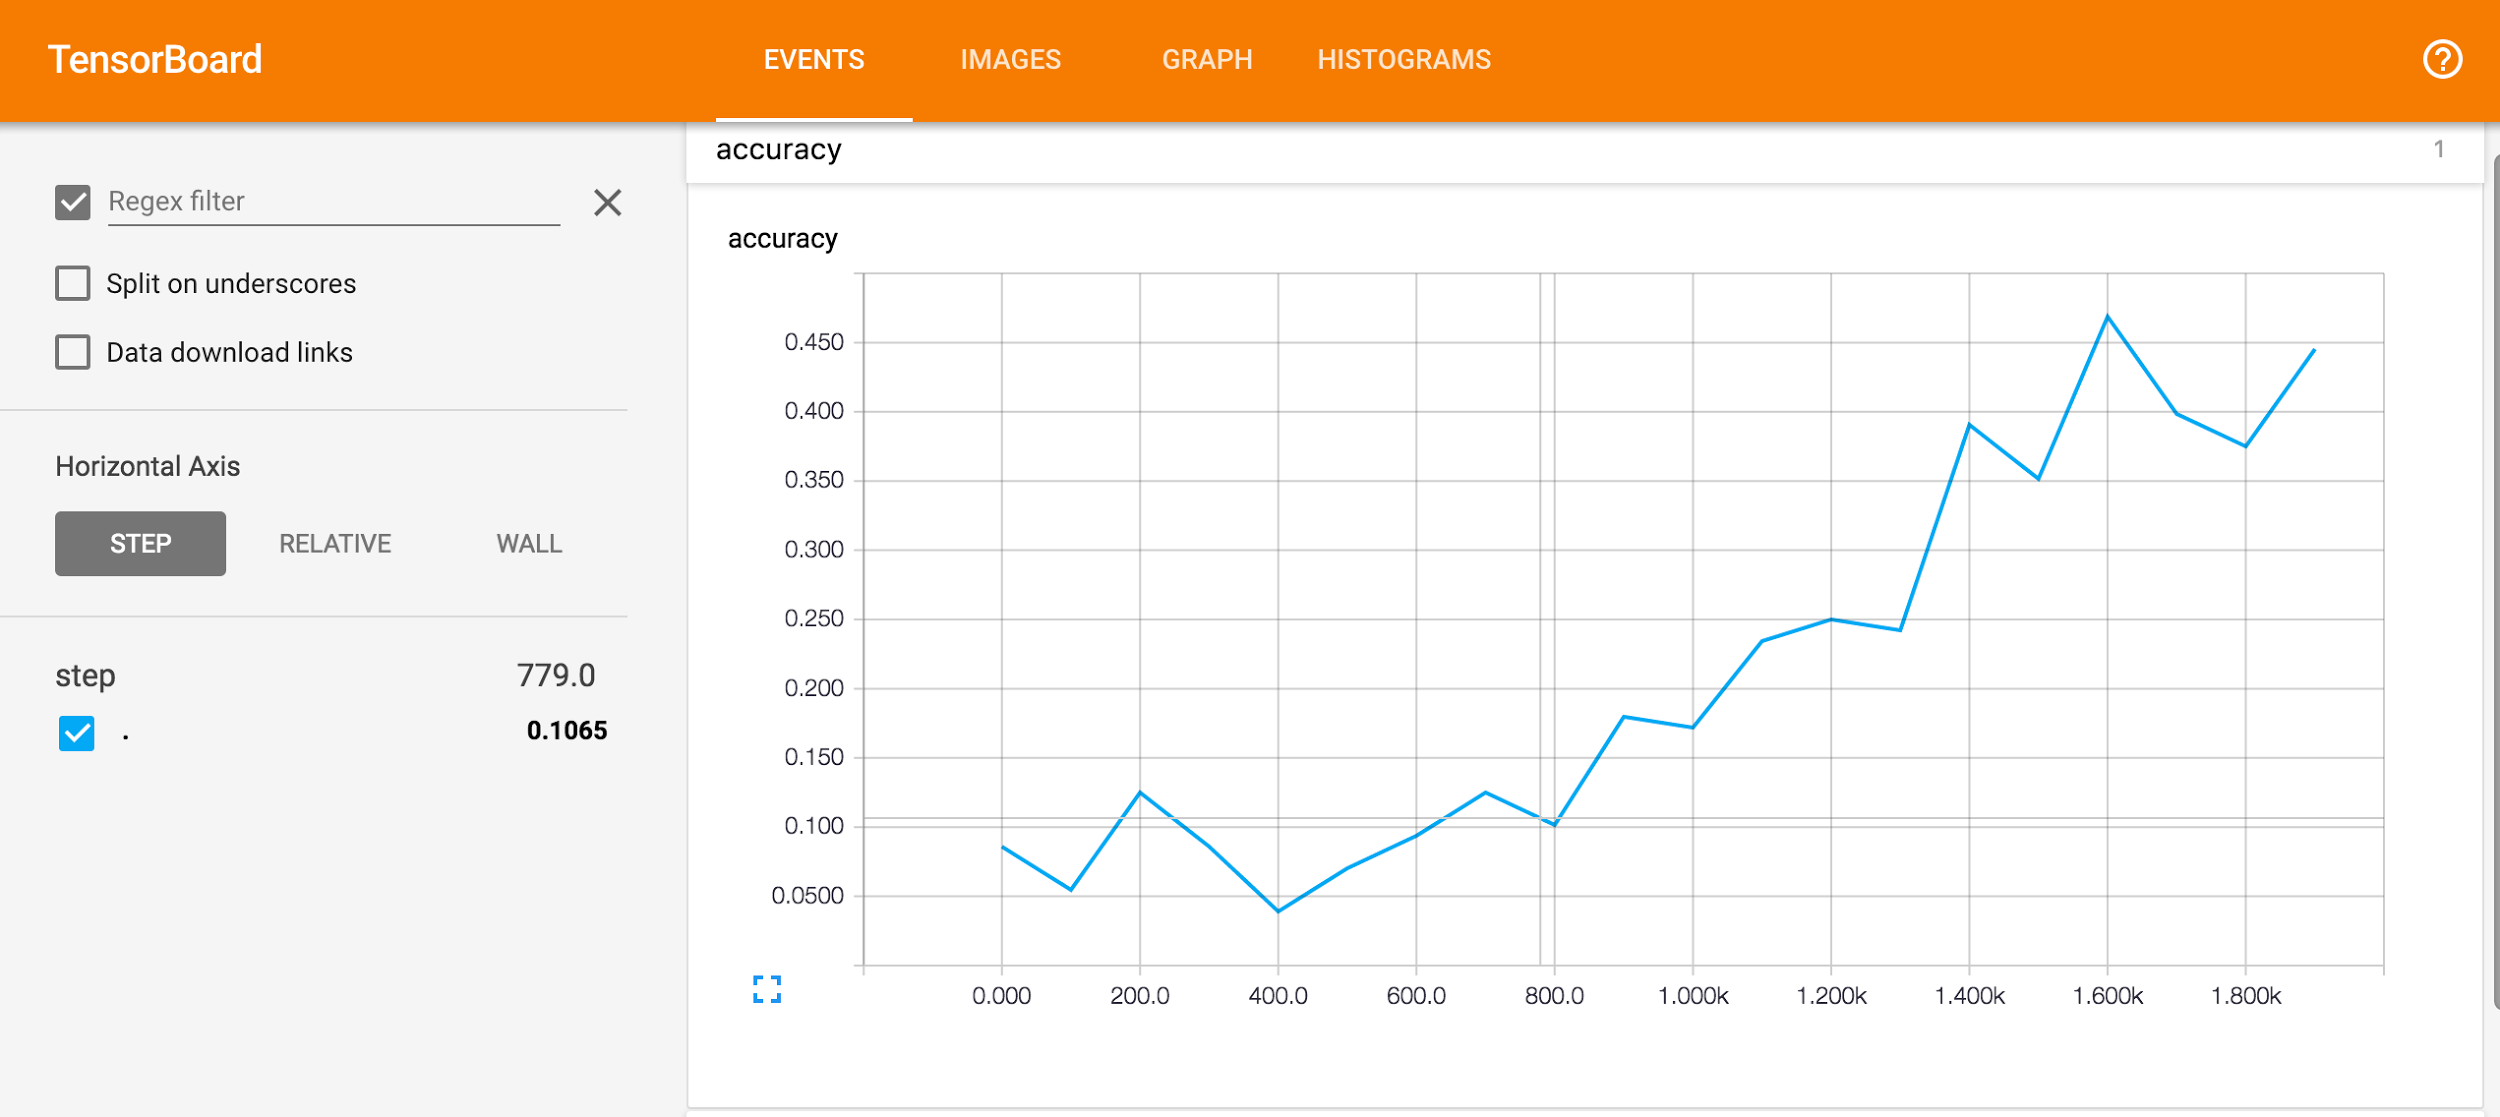 TensorBoard
EVENTS IMAGES GRAPH HISTOGRAMS
?
Regex filter
Split on underscores
Data download links
Horizontal Axis
STEP RELATIVE WALL
step 779.0
. 0.1065
accuracy 1
accuracy
0.450
0.400
0.350
0.300
0.250
0.200
0.150
0.100
0.0500
0.000 200.0 400.0 600.0 800.0 1.000k 1.200k 1.400k 1.600k 1.800k